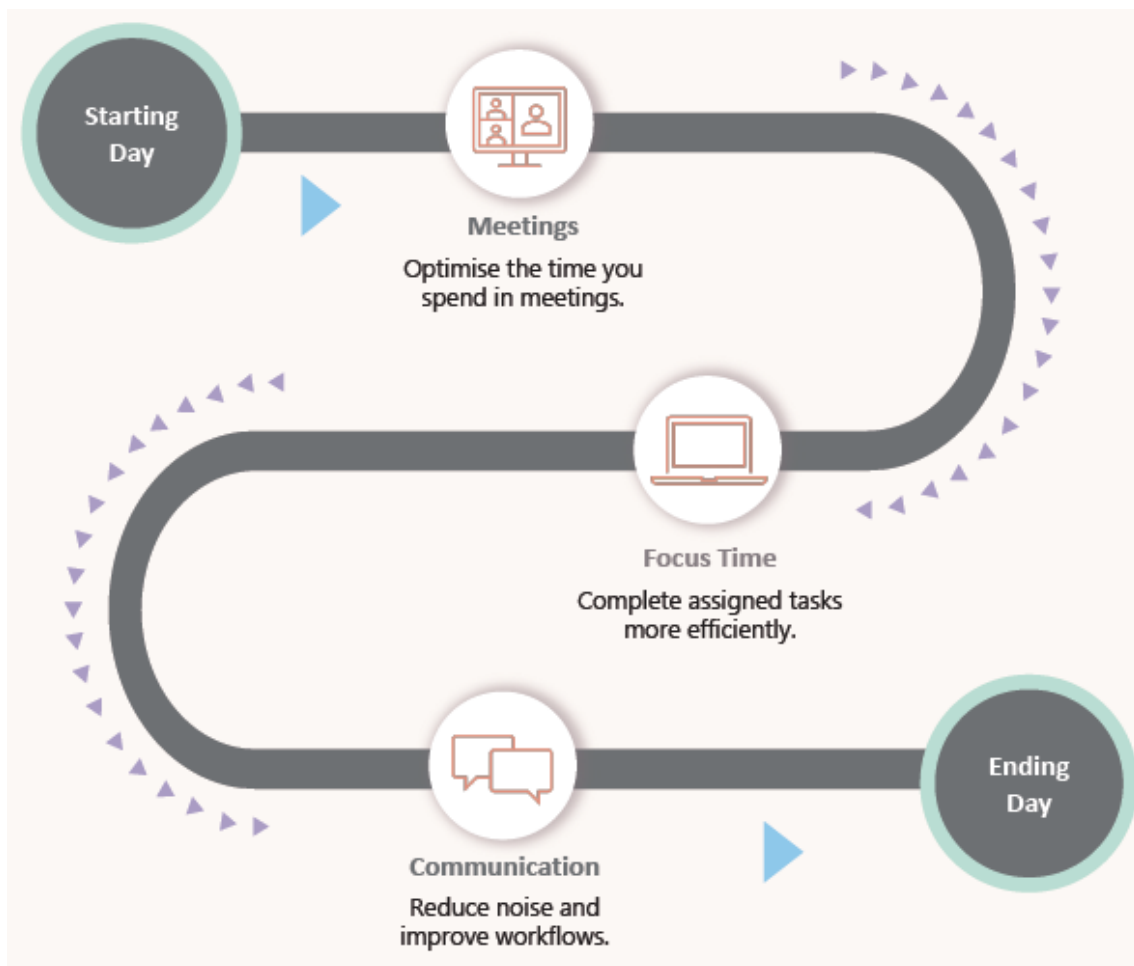 Starting
Day
Meetings
Optimise the time you
spend in meetings.
Focus Time
Complete assigned tasks
more efficiently.
Communication
Reduce noise and
improve workflows.
Ending
Day